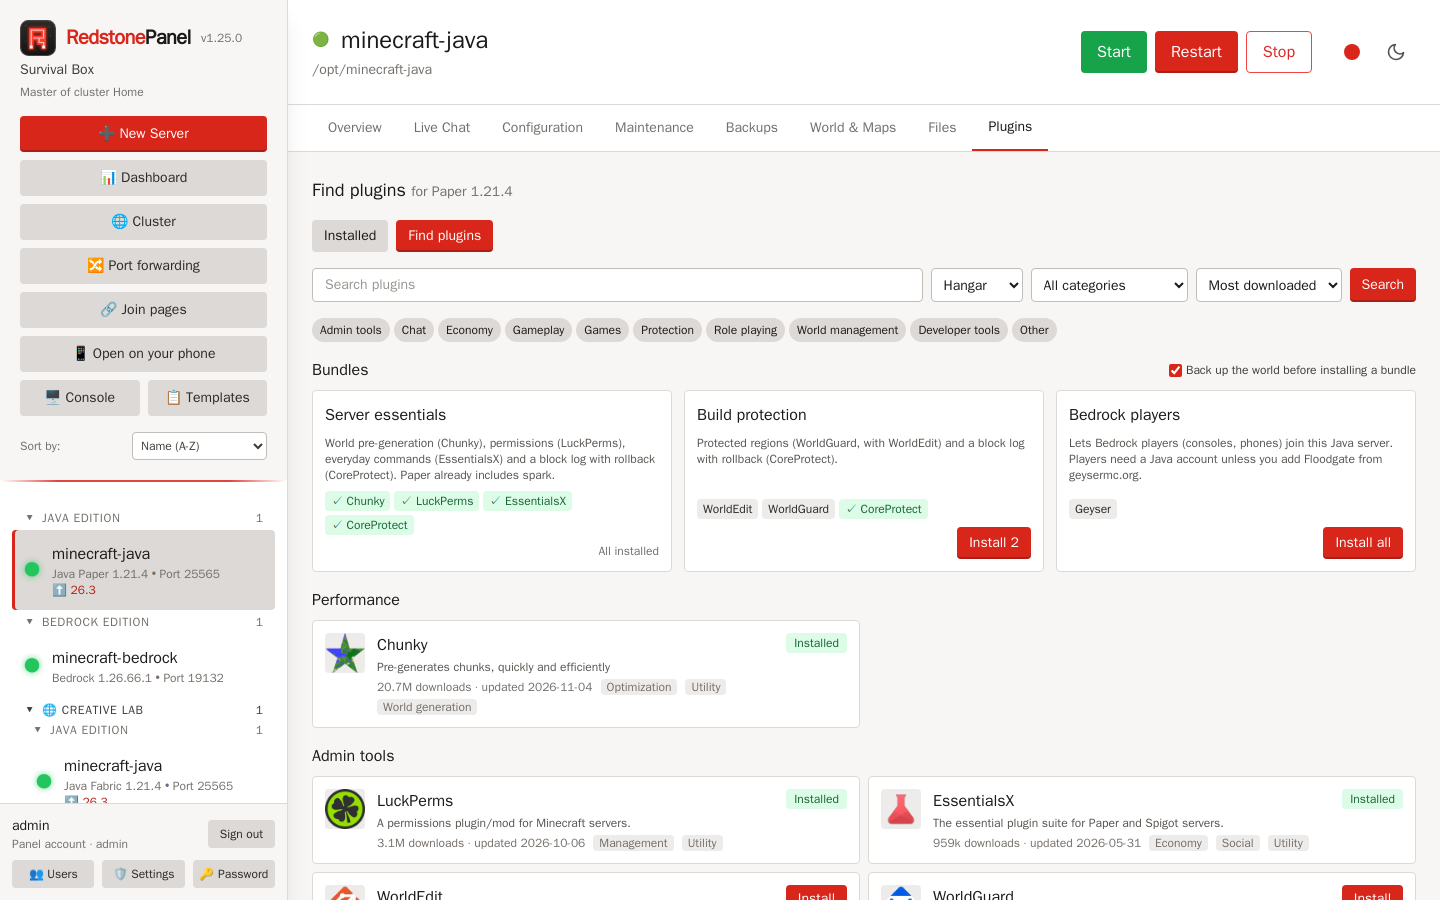 RedstonePanel v1.25.0
Survival Box
Master of cluster Home
➕ New Server
📊 Dashboard
🌐 Cluster
🔀 Port forwarding
🔗 Join pages
📱 Open on your phone
🖥️ Console
📋 Templates
Sort by:
Name (A-Z)
▼ JAVA EDITION 1
minecraft-java
Java Paper 1.21.4 • Port 25565
⬆️ 26.3
▼ BEDROCK EDITION 1
minecraft-bedrock
Bedrock 1.26.66.1 • Port 19132
▼ 🌐 CREATIVE LAB 1
▼ JAVA EDITION 1
minecraft-java
Java Fabric 1.21.4 • Port 25565
⬆️ 26.3
admin
Panel account · admin
Sign out
👥 Users
🛡️ Settings
🔑 Password
minecraft-java
/opt/minecraft-java
Start
Restart
Stop
Overview
Live Chat
Configuration
Maintenance
Backups
World & Maps
Files
Plugins
Find plugins for Paper 1.21.4
Installed
Find plugins
Search plugins
Hangar
All categories
Most downloaded
Search
Admin tools
Chat
Economy
Gameplay
Games
Protection
Role playing
World management
Developer tools
Other
Bundles
Back up the world before installing a bundle
Server essentials
World pre-generation (Chunky), permissions (LuckPerms),
everyday commands (EssentialsX) and a block log with rollback
(CoreProtect). Paper already includes spark.
✓ Chunky
✓ LuckPerms
✓ EssentialsX
✓ CoreProtect
All installed
Build protection
Protected regions (WorldGuard, with WorldEdit) and a block log
with rollback (CoreProtect).
WorldEdit
WorldGuard
✓ CoreProtect
Install 2
Bedrock players
Lets Bedrock players (consoles, phones) join this Java server.
Players need a Java account unless you add Floodgate from
geysermc.org.
Geyser
Install all
Performance
Chunky
Installed
Pre-generates chunks, quickly and efficiently
20.7M downloads · updated 2026-11-04 Optimization Utility
World generation
Admin tools
LuckPerms
Installed
A permissions plugin/mod for Minecraft servers.
3.1M downloads · updated 2026-10-06 Management Utility
EssentialsX
Installed
The essential plugin suite for Paper and Spigot servers.
959k downloads · updated 2026-05-31 Economy Social Utility
WorldEdit
Install
WorldGuard
Install